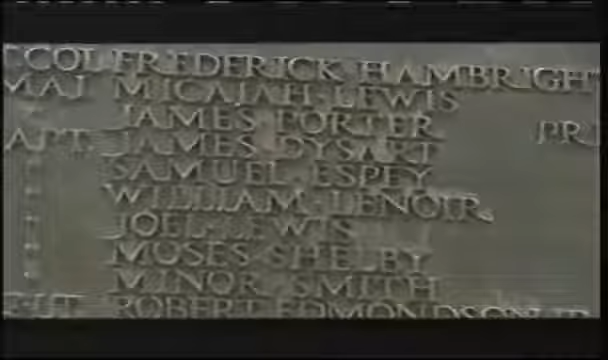 COL FREDERICK HAMBRIGHT
MAJ MICAJAH LEWIS
JAMES PORTER
JAMES DYSART
SAMUEL ESPEY
WILLIAM LENOIR
JOEL LEWIS
MOSES SHELBY
MINOR SMITH
ROBERT EDMONDSON JR